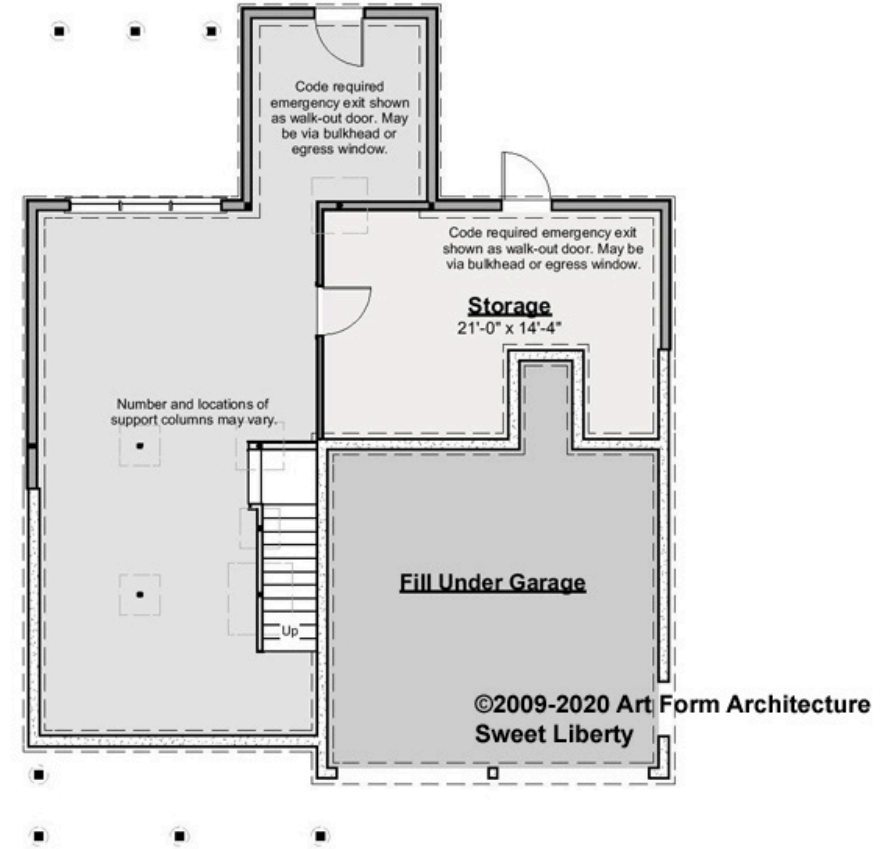 Code required
emergency exit shown
as walk-out door. May
be via bulkhead or
egress window.
Code required emergency exit
shown as walk-out door. May be
via bulkhead or egress window.
Storage
21'-0" x 14'-4"
Number and locations of
support columns may vary.
Fill Under Garage
Up
©2009-2020 Art Form Architecture
Sweet Liberty